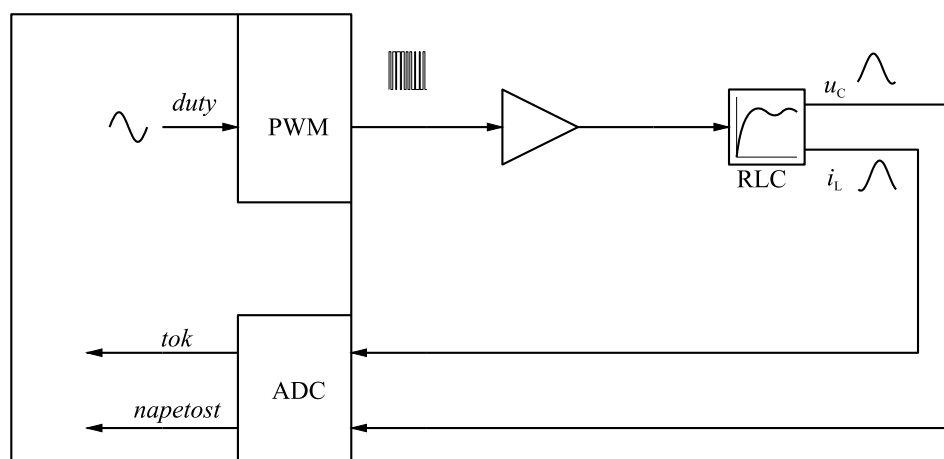 duty
PWM
u_C
RLC
i_L
tok
ADC
napetost